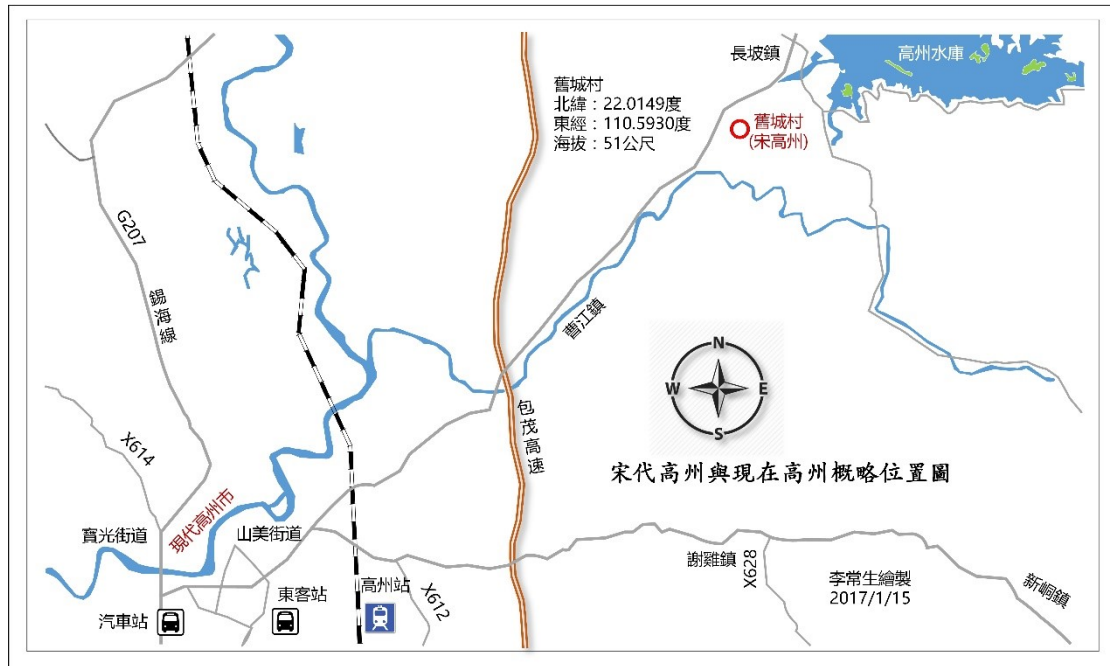 長坡鎮
高州水庫
舊城村
北緯：22.0149度
東經：110.5930度
海拔：51公尺
舊城村
(宋高州)
G207
錫海線
曹江鎮
N
W
E
S
包茂高速
X614
宋代高州與現在高州概略位置圖
現代高州市
寶光街道
山美街道
謝雞鎮
X628
高州站
東客站
X612
汽車站
李常生繪製
2017/1/15
新峒鎮